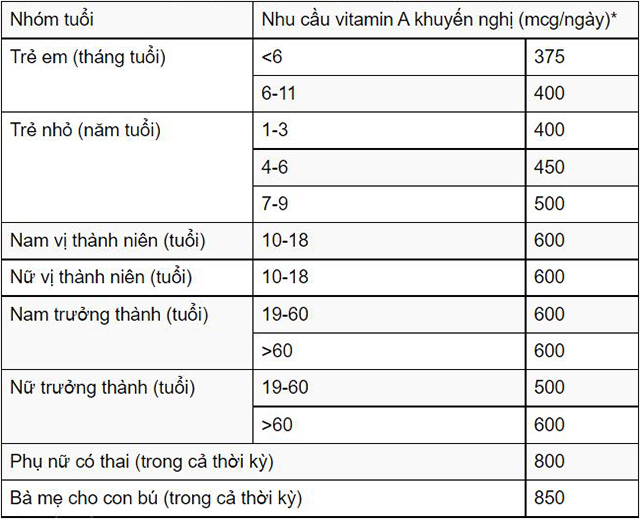 Nhóm tuổi Nhu cầu vitamin A khuyến nghị (mcg/ngày)*
Trẻ em (tháng tuổi) <6 375
6-11 400
Trẻ nhỏ (năm tuổi) 1-3 400
4-6 450
7-9 500
Nam vị thành niên (tuổi) 10-18 600
Nữ vị thành niên (tuổi) 10-18 600
Nam trưởng thành (tuổi) 19-60 600
>60 600
Nữ trưởng thành (tuổi) 19-60 500
>60 600
Phụ nữ có thai (trong cả thời kỳ) 800
Bà mẹ cho con bú (trong cả thời kỳ) 850